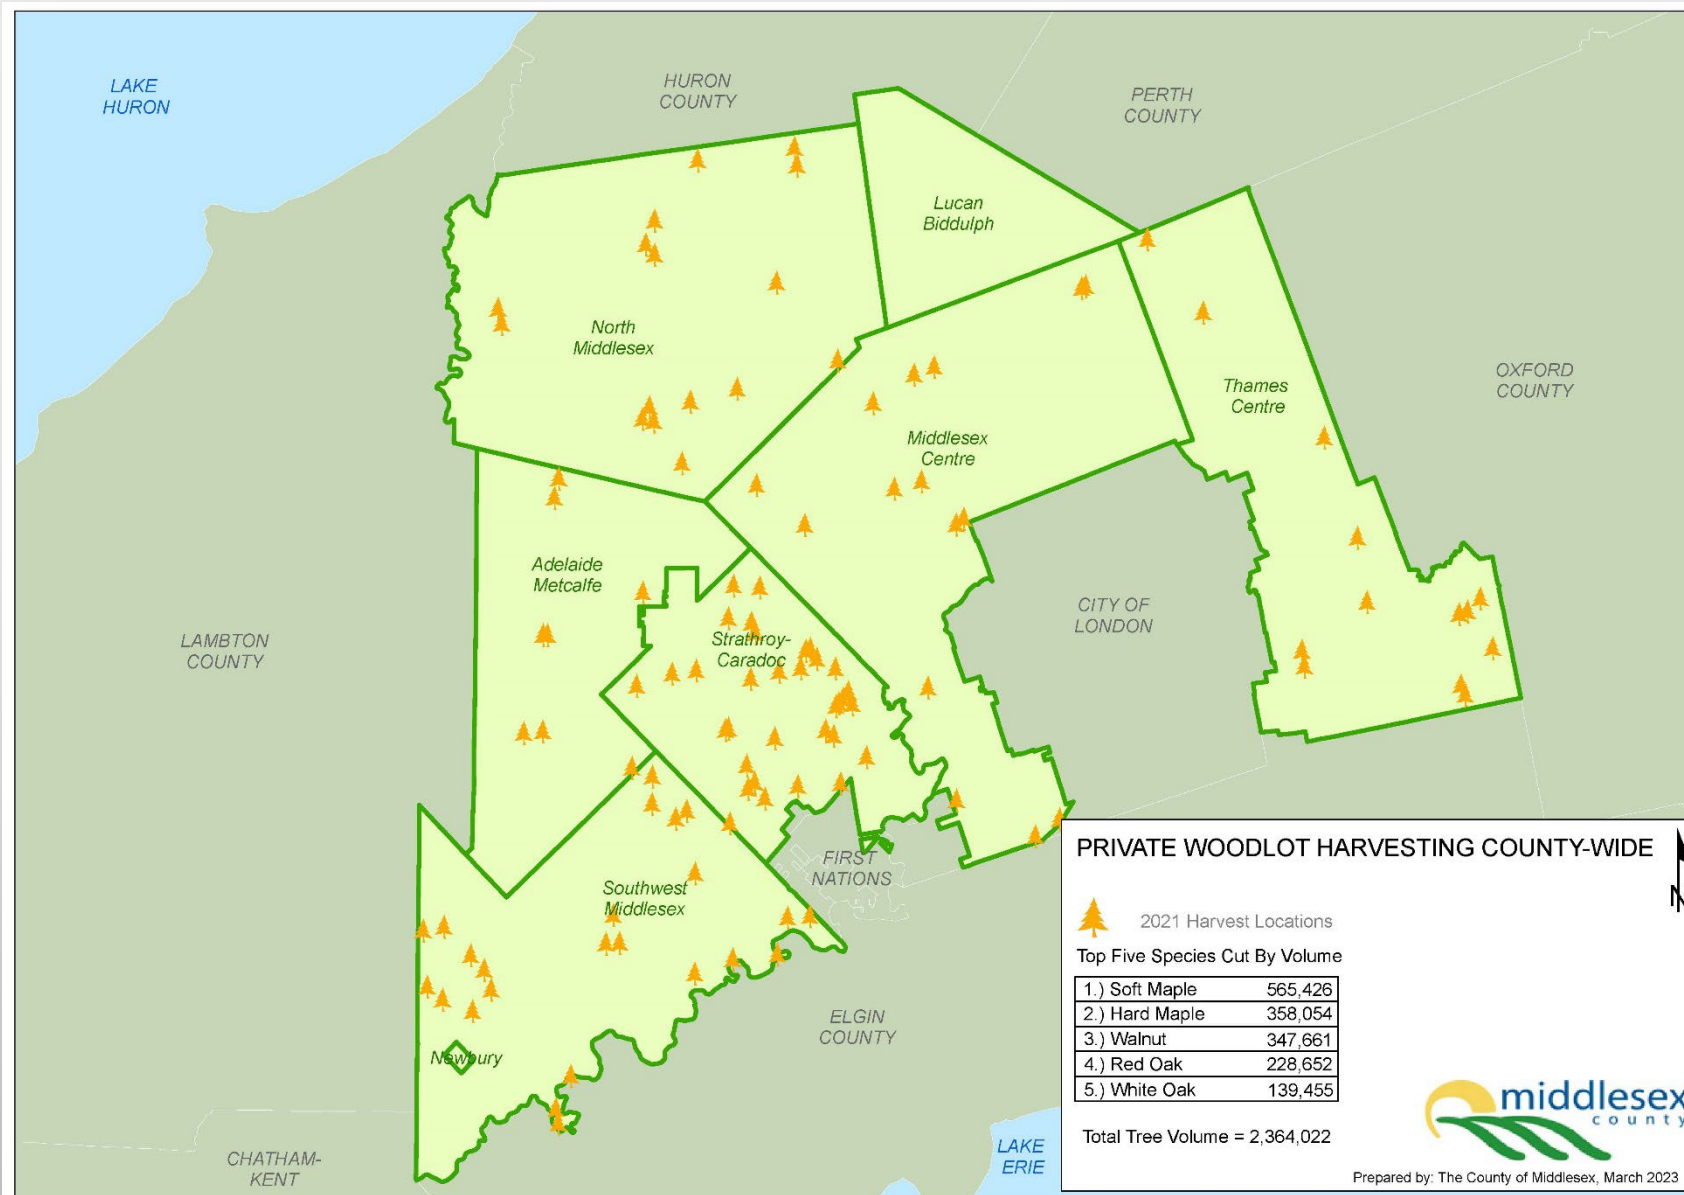 LAKE
HURON
HURON
COUNTY
PERTH
COUNTY
Lucan
Biddulph
North
Middlesex
OXFORD
COUNTY
Thames
Centre
Middlesex
Centre
Adelaide
Metcalfe
CITY OF
LONDON
LAMBTON
COUNTY
Strathroy-
Caradoc
FIRST
NATIONS
Southwest
Middlesex
ELGIN
COUNTY
Newbury
CHATHAM-
KENT
LAKE
ERIE
PRIVATE WOODLOT HARVESTING COUNTY-WIDE
N
2021 Harvest Locations
Top Five Species Cut By Volume
1.) Soft Maple 565,426
2.) Hard Maple 358,054
3.) Walnut 347,661
4.) Red Oak 228,652
5.) White Oak 139,455
Total Tree Volume = 2,364,022
middlesex
county
Prepared by: The County of Middlesex, March 2023